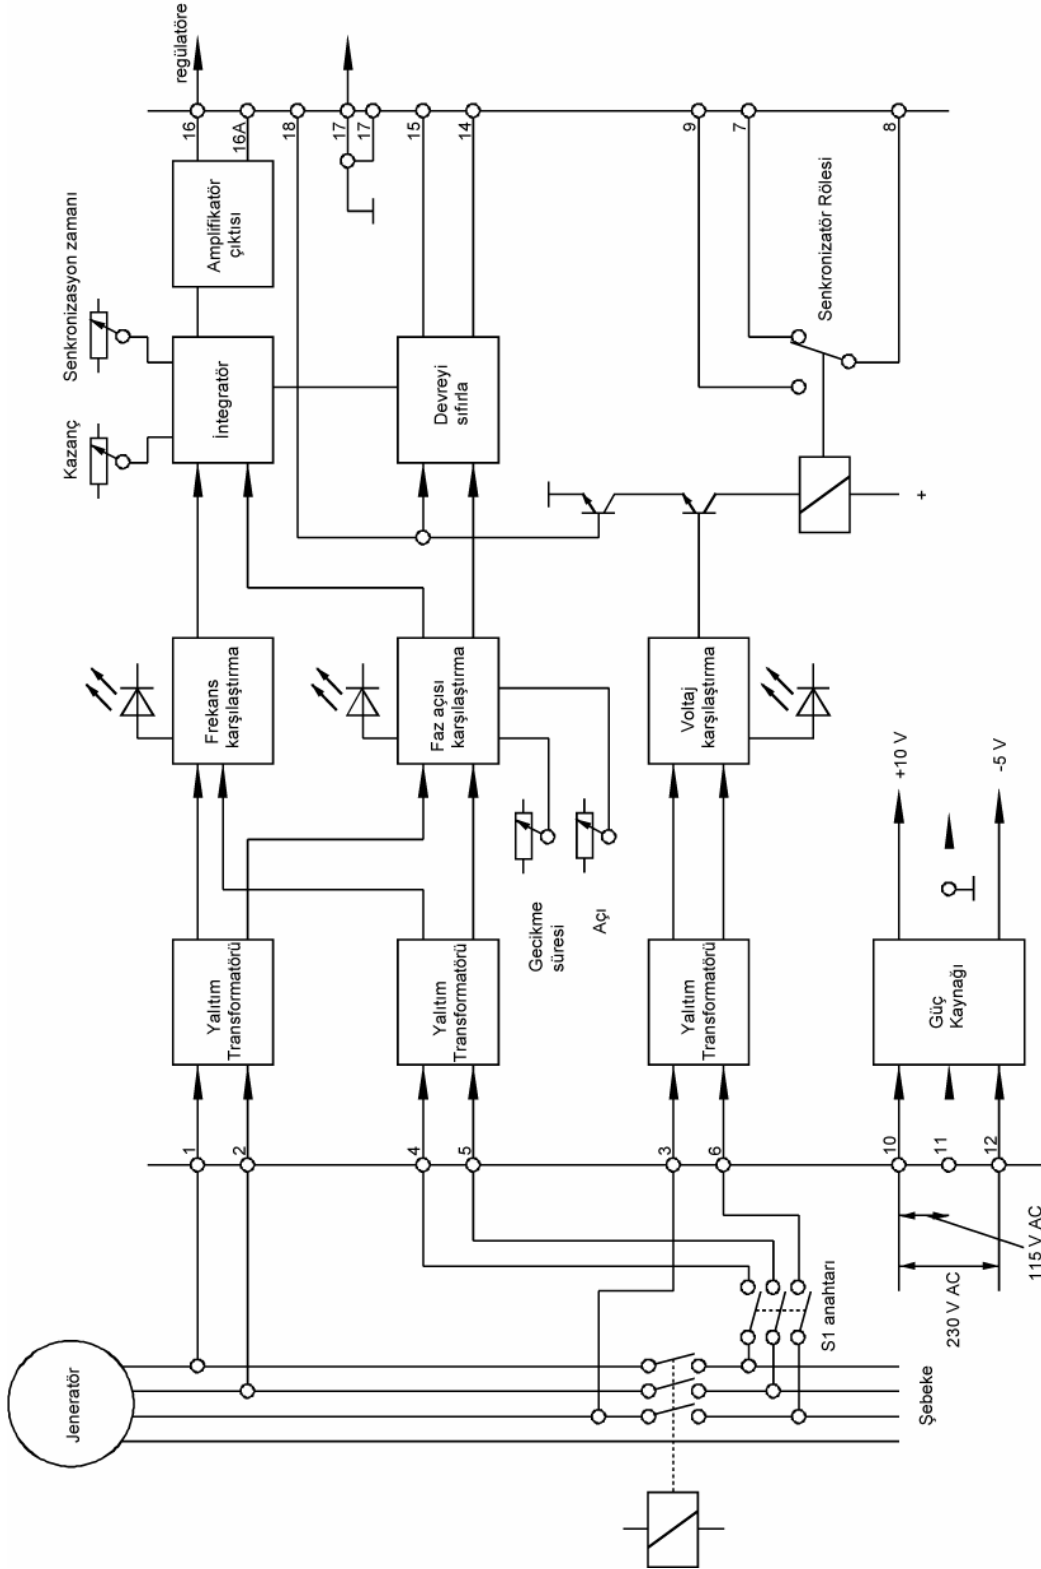 Jeneratör
Şebeke
S1 anahtarı
230 V AC
115 V AC
1
2
4
5
3
6
10
11
12
Yalıtım
Transformatörü
Yalıtım
Transformatörü
Yalıtım
Transformatörü
Güç
Kaynağı
Gecikme
süresi
Açı
+10 V
-5 V
Frekans
karşılaştırma
Faz açısı
karşılaştırma
Voltaj
karşılaştırma
Kazanç
Senkronizasyon zamanı
İntegratör
Devreyi
sıfırla
+
Amplifikatör
çıktısı
Senkronizatör Rölesi
16
16A
18
17
17
15
14
9
7
8
regülatöre